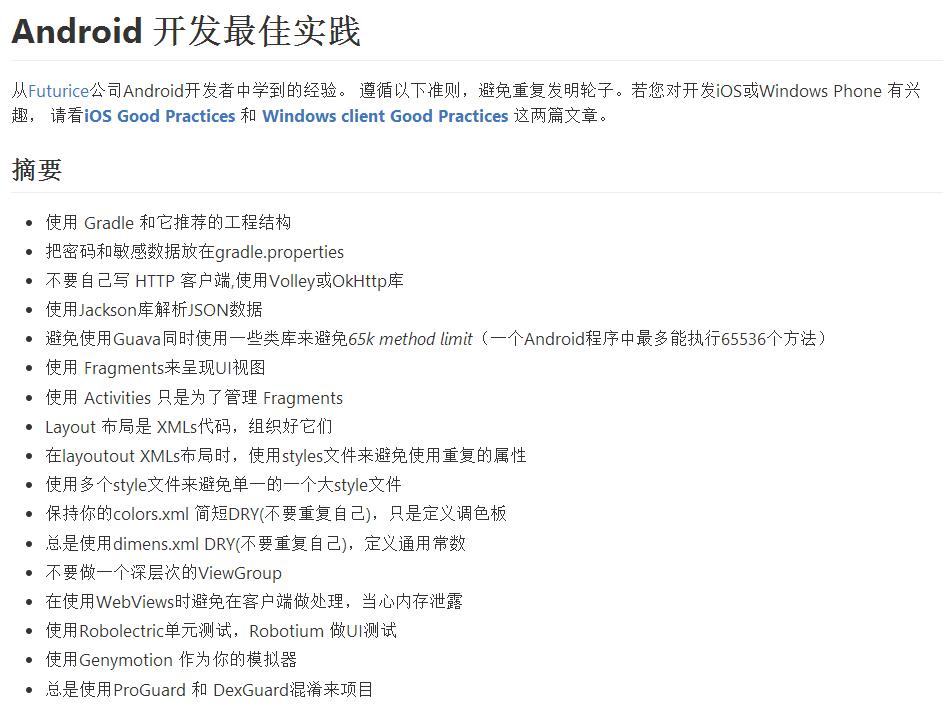 Android 开发最佳实践
从Futurice公司Android开发者中学到的经验。 遵循以下准则，避免重复发明轮子。若您对开发iOS或Windows Phone 有兴
趣， 请看iOS Good Practices 和 Windows client Good Practices 这两篇文章。
摘要
• 使用 Gradle 和它推荐的工程结构
• 把密码和敏感数据放在gradle.properties
• 不要自己写 HTTP 客户端,使用Volley或OkHttp库
• 使用Jackson库解析JSON数据
• 避免使用Guava同时使用一些类库来避免65k method limit（一个Android程序中最多能执行65536个方法）
• 使用 Fragments来呈现UI视图
• 使用 Activities 只是为了管理 Fragments
• Layout 布局是 XMLs代码，组织好它们
• 在layoutout XMLs布局时，使用styles文件来避免使用重复的属性
• 使用多个style文件来避免单一的一个大style文件
• 保持你的colors.xml 简短DRY(不要重复自己)，只是定义调色板
• 总是使用dimens.xml DRY(不要重复自己)，定义通用常数
• 不要做一个深层次的ViewGroup
• 在使用WebViews时避免在客户端做处理，当心内存泄露
• 使用Robolectric单元测试，Robotium 做UI测试
• 使用Genymotion 作为你的模拟器
• 总是使用ProGuard 和 DexGuard混淆来项目